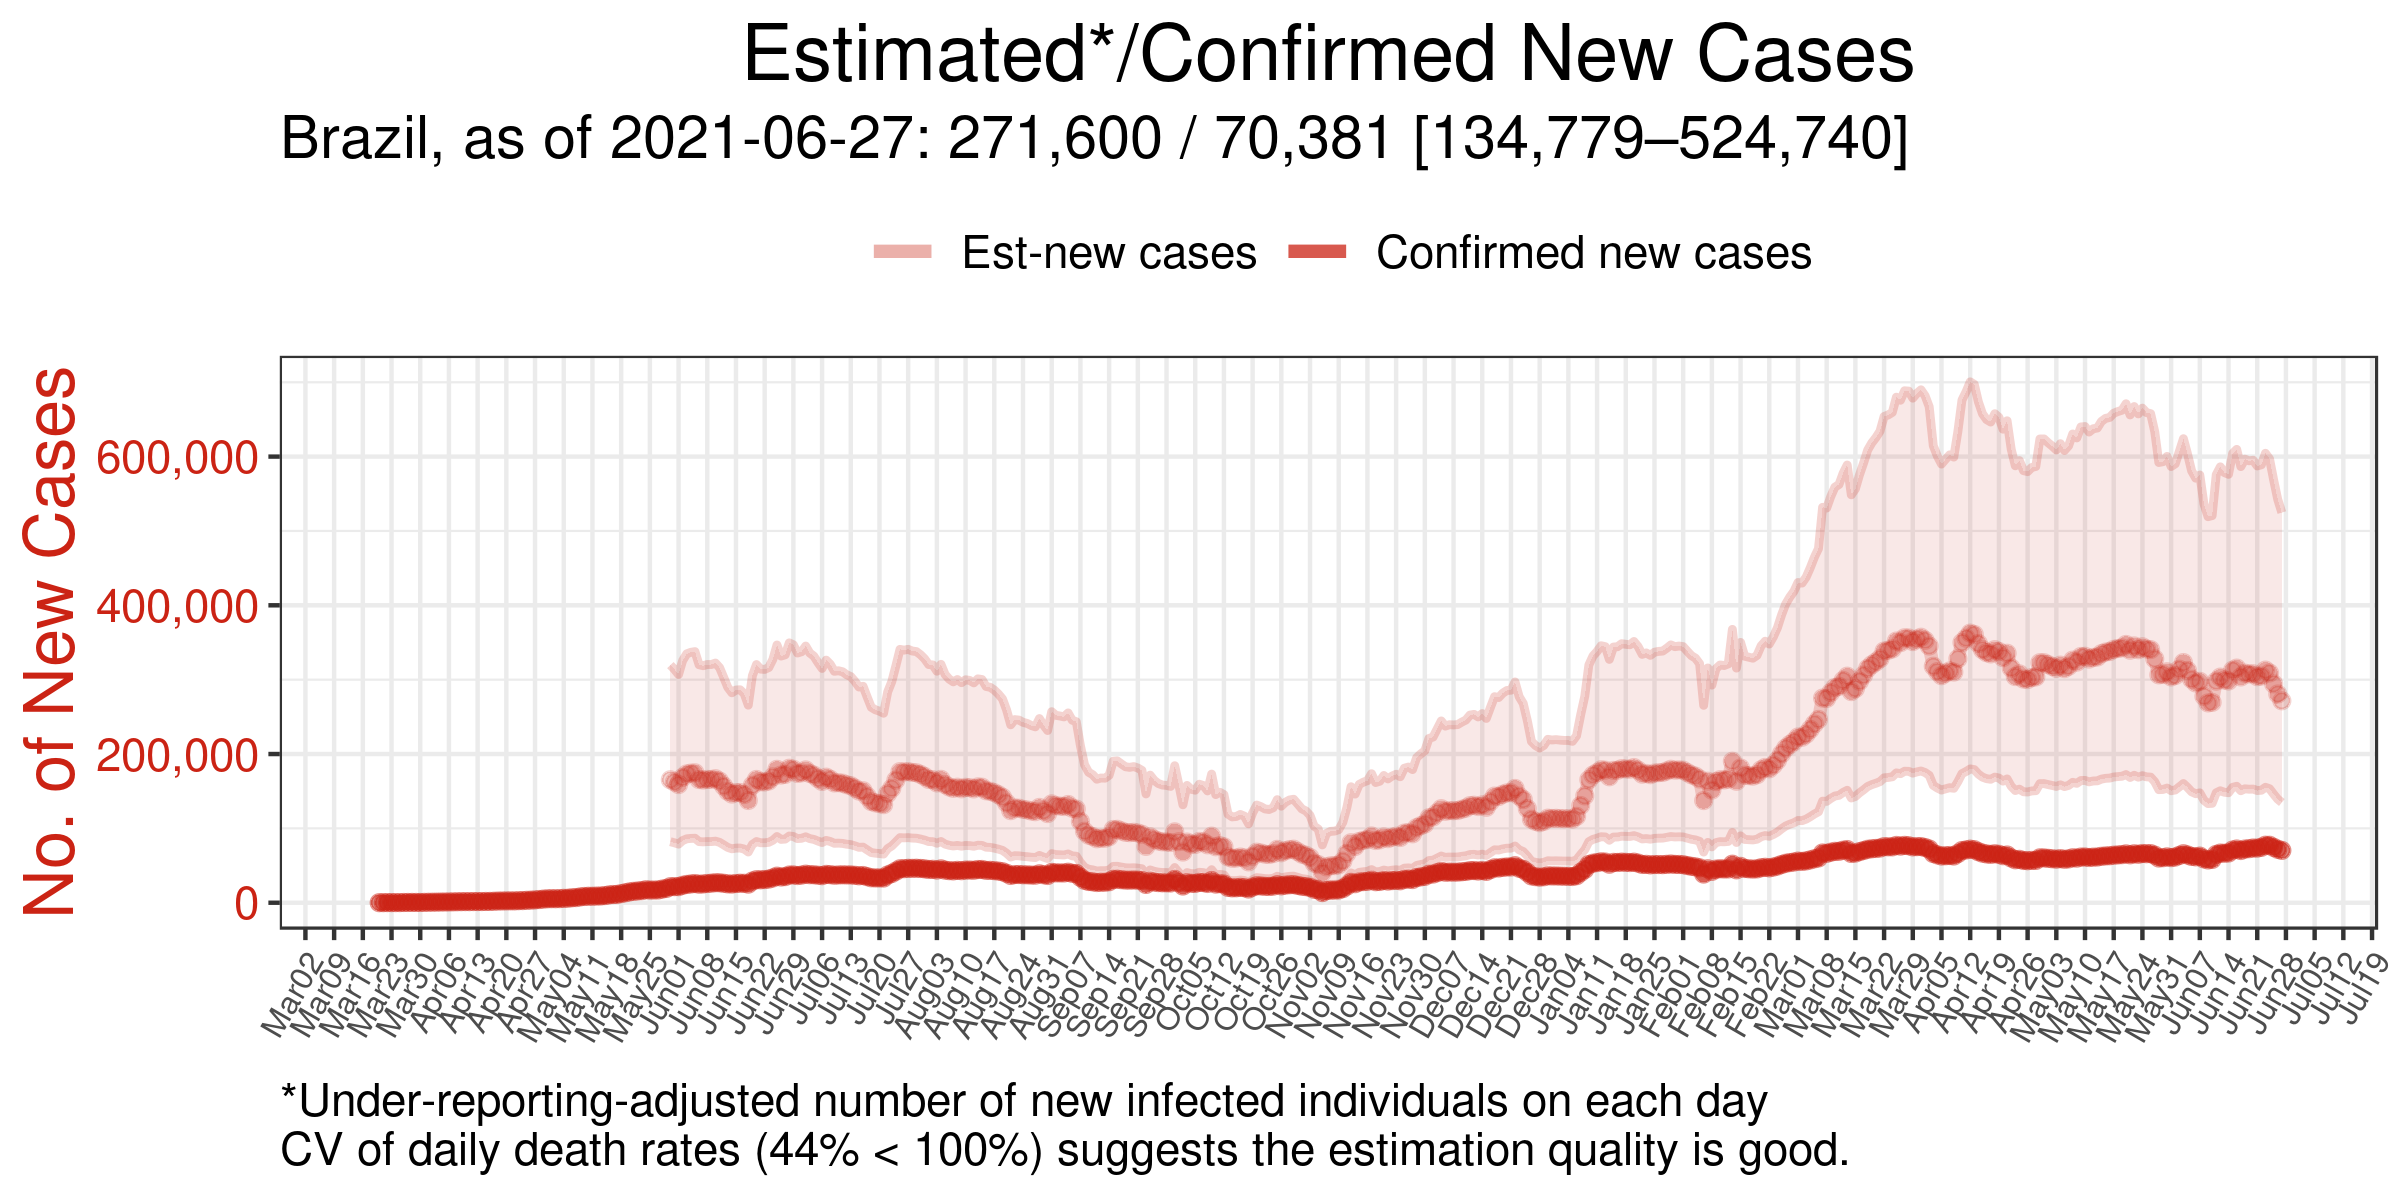 Estimated*/Confirmed New Cases
Brazil, as of 2021-06-27: 271,600 / 70,381 [134,779–524,740]
Est-new cases
Confirmed new cases
No. of New Cases
600,000
400,000
200,000
0
Mar02
Mar09
Mar16
Mar23
Mar30
Apr06
Apr13
Apr20
Apr27
May04
May11
May18
May25
Jun01
Jun08
Jun15
Jun22
Jun29
Jul06
Jul13
Jul20
Jul27
Aug03
Aug10
Aug17
Aug24
Aug31
Sep07
Sep14
Sep21
Sep28
Oct05
Oct12
Oct19
Oct26
Nov02
Nov09
Nov16
Nov23
Nov30
Dec07
Dec14
Dec21
Dec28
Jan04
Jan11
Jan18
Jan25
Feb01
Feb08
Feb15
Feb22
Mar01
Mar08
Mar15
Mar22
Mar29
Apr05
Apr12
Apr19
Apr26
May03
May10
May17
May24
May31
Jun07
Jun14
Jun21
Jun28
Jul05
Jul12
Jul19
*Under-reporting-adjusted number of new infected individuals on each day
CV of daily death rates (44% < 100%) suggests the estimation quality is good.